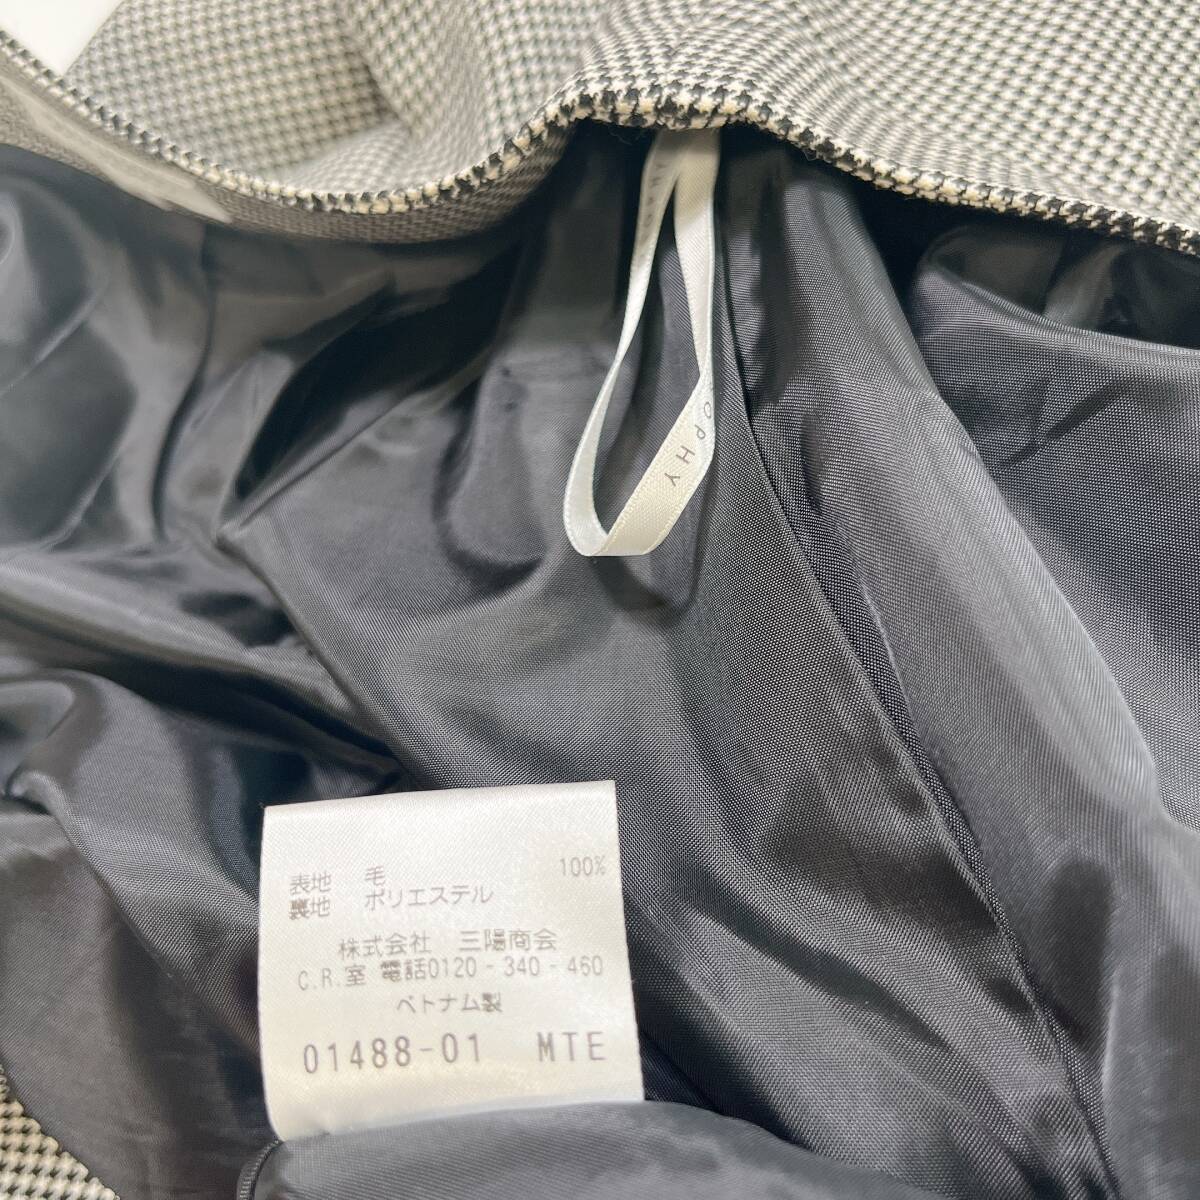 OPHY
表地 毛 100%
裏地 ポリエステル
株式会社 三陽商会
C.R.室 電話0120-340-460
ベトナム製
01488-01 MTE